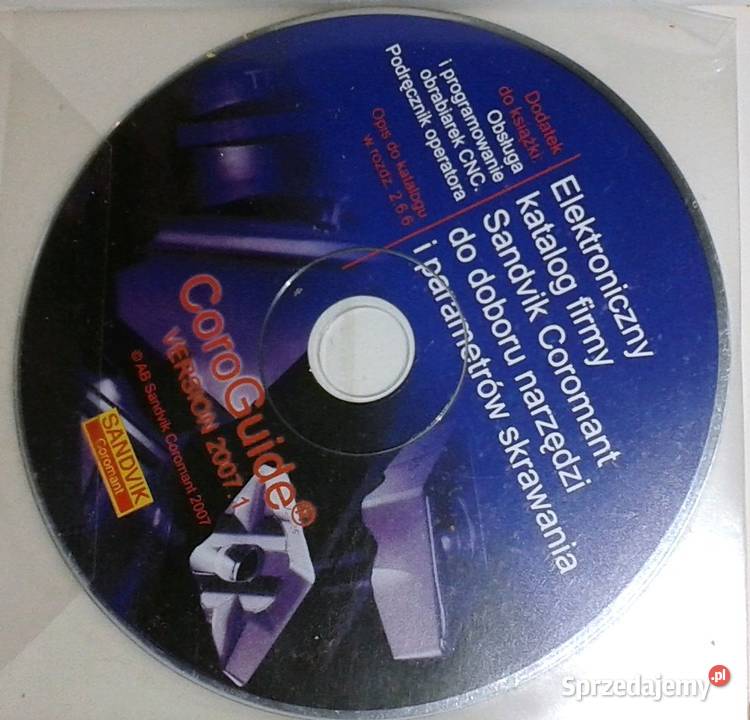 Dodatek
do książki:
Obsługa
i programowanie
obrabiarek CNC.
Podręcznik operatora
Opis do katalogu
w rozdz. 2.6.6
Elektroniczny
katalog firmy
Sandvik Coromant
do doboru narzędzi
i parametrów skrawania
CoroGuide®
VERSION 2007.1
© AB Sandvik Coromant 2007
SANDVIK
Coromant
Sprzedajemy.pl